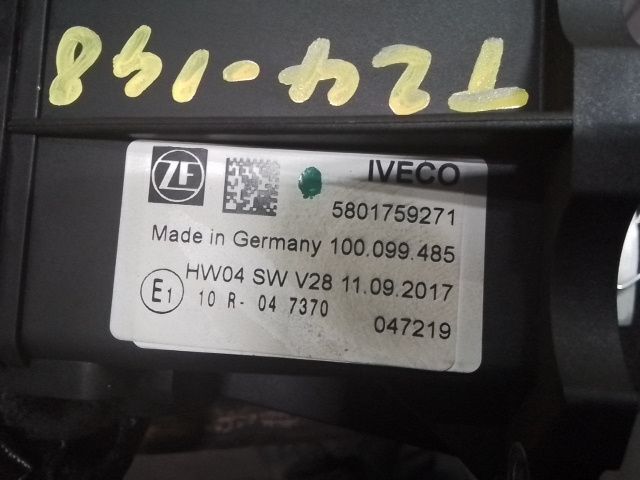 T24-148
ZF
IVECO
5801759271
Made in Germany 100.099.485
HW04 SW V28 11.09.2017
E1 10 R- 04 7370
047219